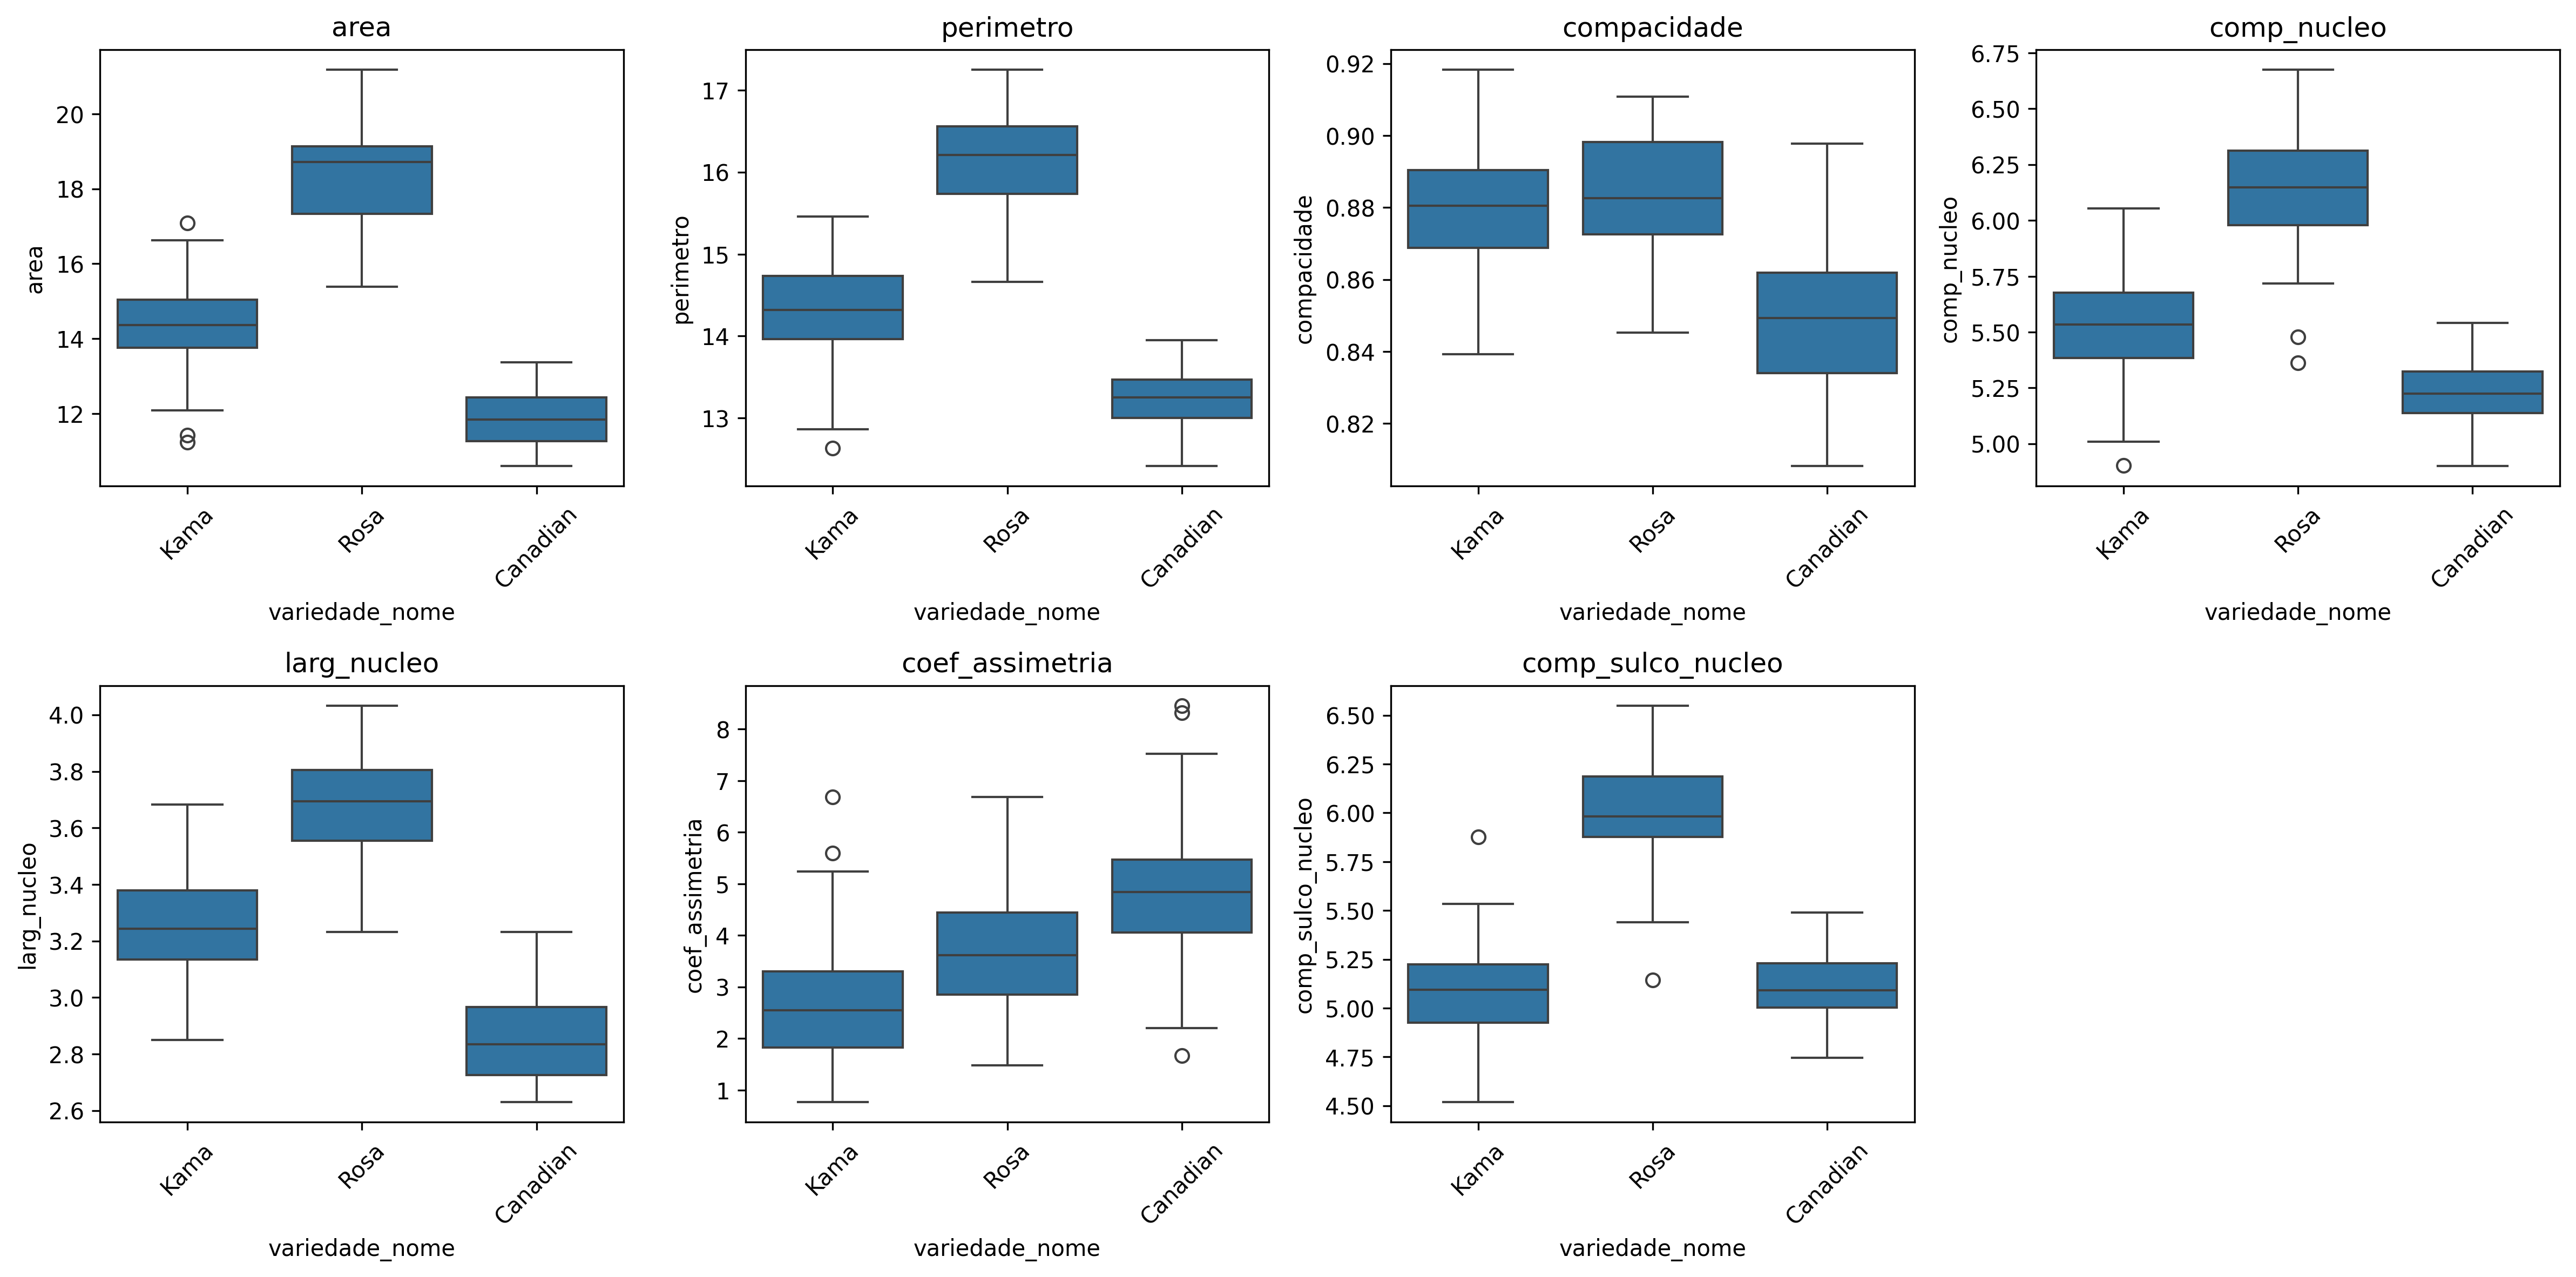 area
20
18
16
14
12
area
Kama
Rosa
Canadian
variedade_nome
perimetro
17
16
15
14
13
perimetro
Kama
Rosa
Canadian
variedade_nome
compacidade
0.92
0.90
0.88
0.86
0.84
0.82
compacidade
Kama
Rosa
Canadian
variedade_nome
comp_nucleo
6.75
6.50
6.25
6.00
5.75
5.50
5.25
5.00
comp_nucleo
Kama
Rosa
Canadian
variedade_nome
larg_nucleo
4.0
3.8
3.6
3.4
3.2
3.0
2.8
2.6
larg_nucleo
Kama
Rosa
Canadian
variedade_nome
coef_assimetria
8
7
6
5
4
3
2
1
coef_assimetria
Kama
Rosa
Canadian
variedade_nome
comp_sulco_nucleo
6.50
6.25
6.00
5.75
5.50
5.25
5.00
4.75
4.50
comp_sulco_nucleo
Kama
Rosa
Canadian
variedade_nome